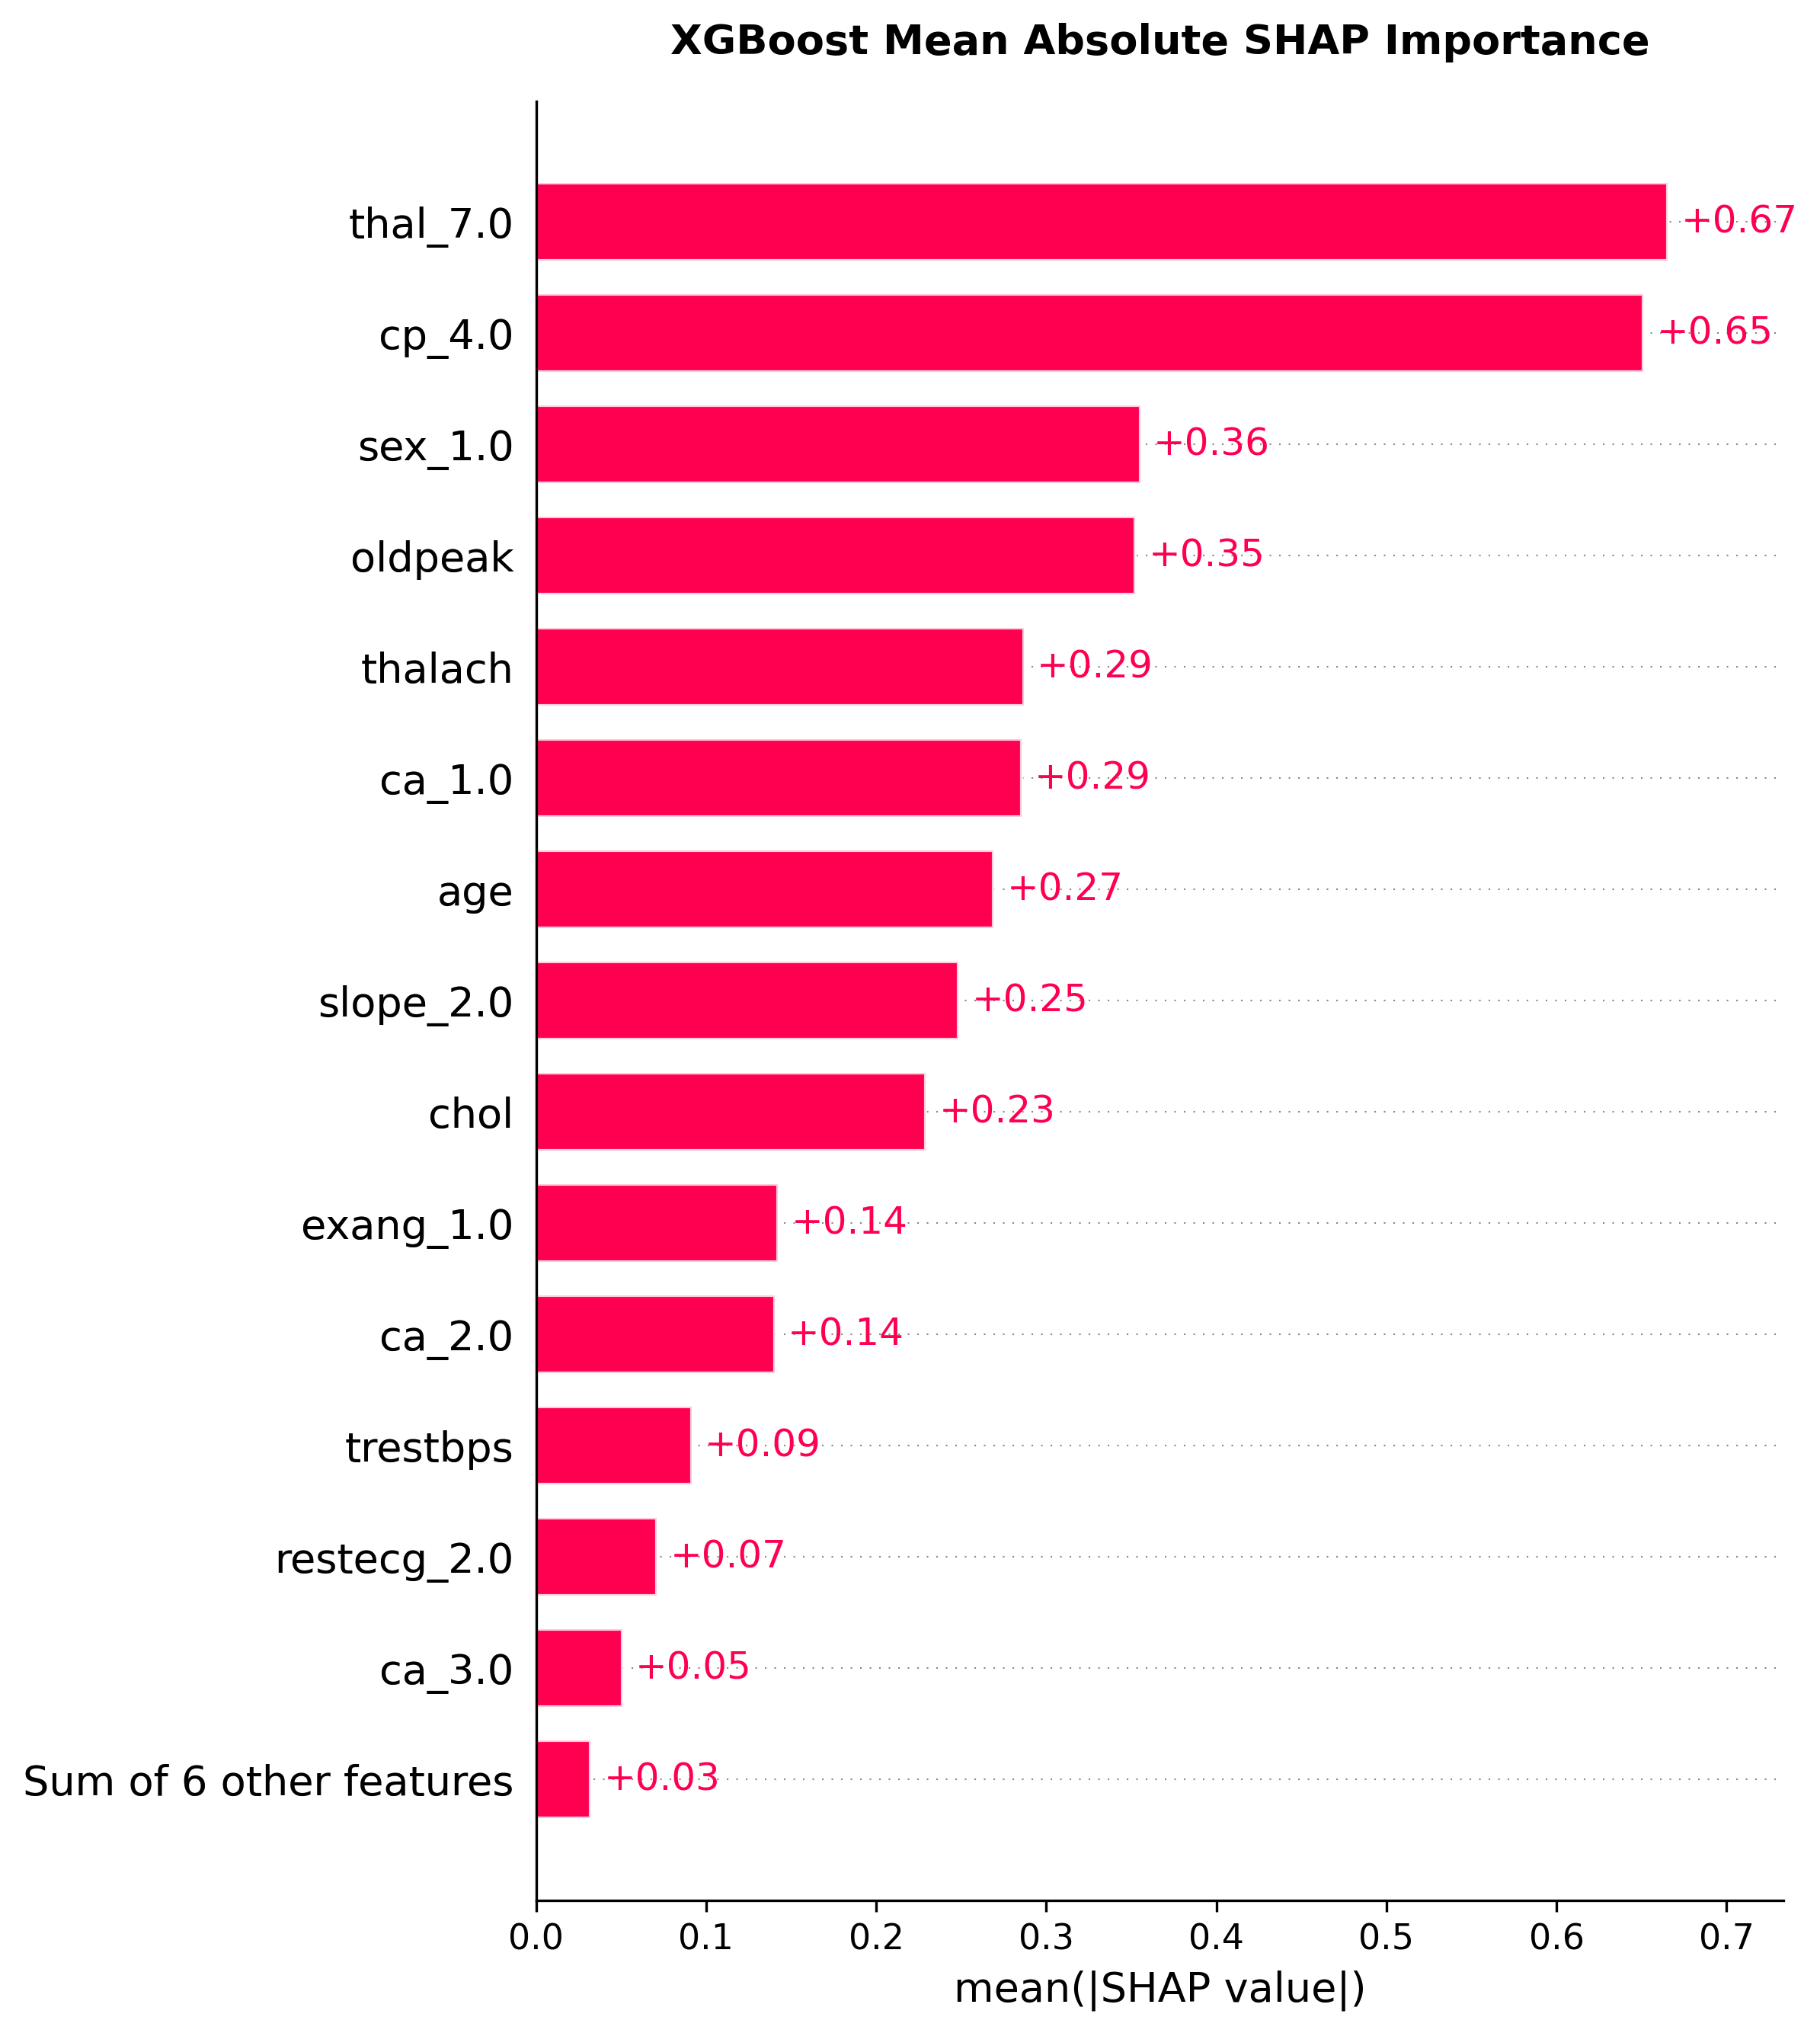 XGBoost Mean Absolute SHAP Importance
thal_7.0 +0.67
cp_4.0 +0.65
sex_1.0 +0.36
oldpeak +0.35
thalach +0.29
ca_1.0 +0.29
age +0.27
slope_2.0 +0.25
chol +0.23
exang_1.0 +0.14
ca_2.0 +0.14
trestbps +0.09
restecg_2.0 +0.07
ca_3.0 +0.05
Sum of 6 other features +0.03
0.0 0.1 0.2 0.3 0.4 0.5 0.6 0.7
mean(|SHAP value|)